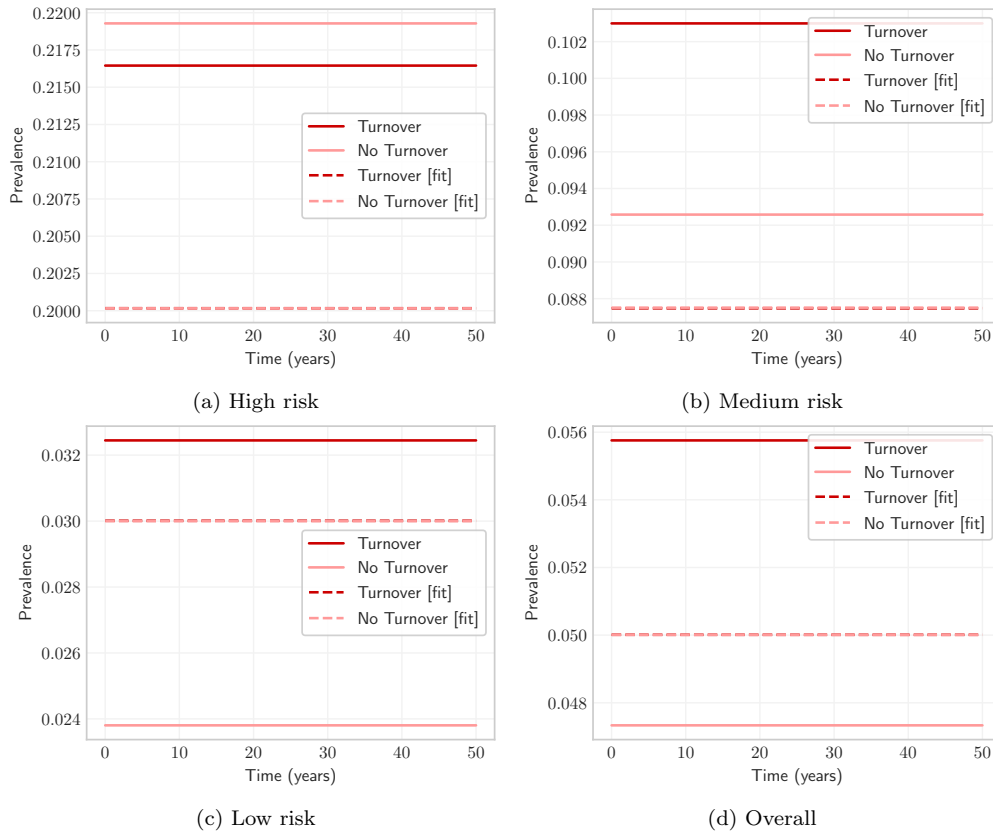 0.2200
0.2175
0.2150
0.2125
0.2100
0.2075
0.2050
0.2025
0.2000
Prevalence
Turnover
No Turnover
Turnover [fit]
No Turnover [fit]
0 10 20 30 40 50
Time (years)
(a) High risk
0.102
0.100
0.098
0.096
0.094
0.092
0.090
0.088
Prevalence
Turnover
No Turnover
Turnover [fit]
No Turnover [fit]
0 10 20 30 40 50
Time (years)
(b) Medium risk
0.032
0.030
0.028
0.026
0.024
Prevalence
Turnover
No Turnover
Turnover [fit]
No Turnover [fit]
0 10 20 30 40 50
Time (years)
(c) Low risk
0.056
0.054
0.052
0.050
0.048
Prevalence
Turnover
No Turnover
Turnover [fit]
No Turnover [fit]
0 10 20 30 40 50
Time (years)
(d) Overall